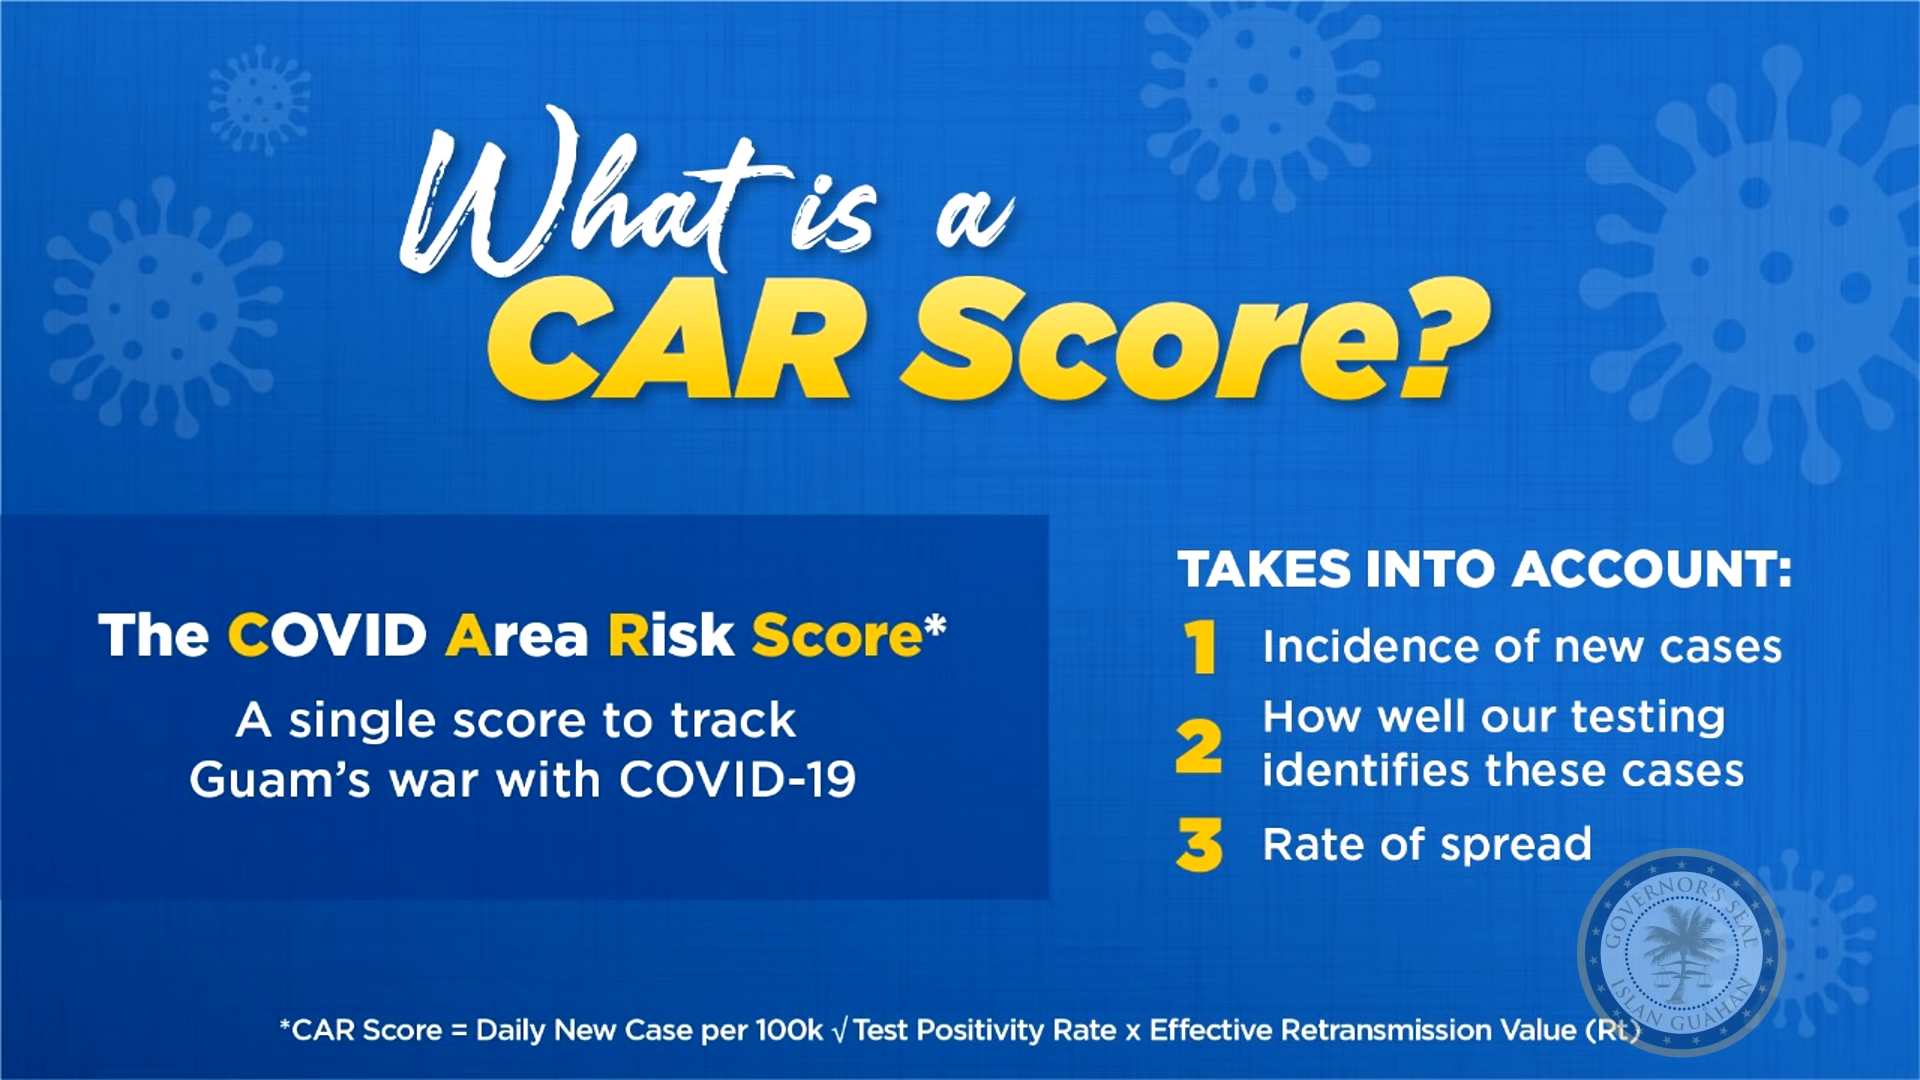 What is a
CAR Score?
The COVID Area Risk Score*
A single score to track
Guam's war with COVID-19
TAKES INTO ACCOUNT:
1 Incidence of new cases
2 How well our testing
identifies these cases
3 Rate of spread
GOVERNOR'S SEAL
ISLAN GUAHAN
*CAR Score = Daily New Case per 100k √ Test Positivity Rate x Effective Retransmission Value (Rt)